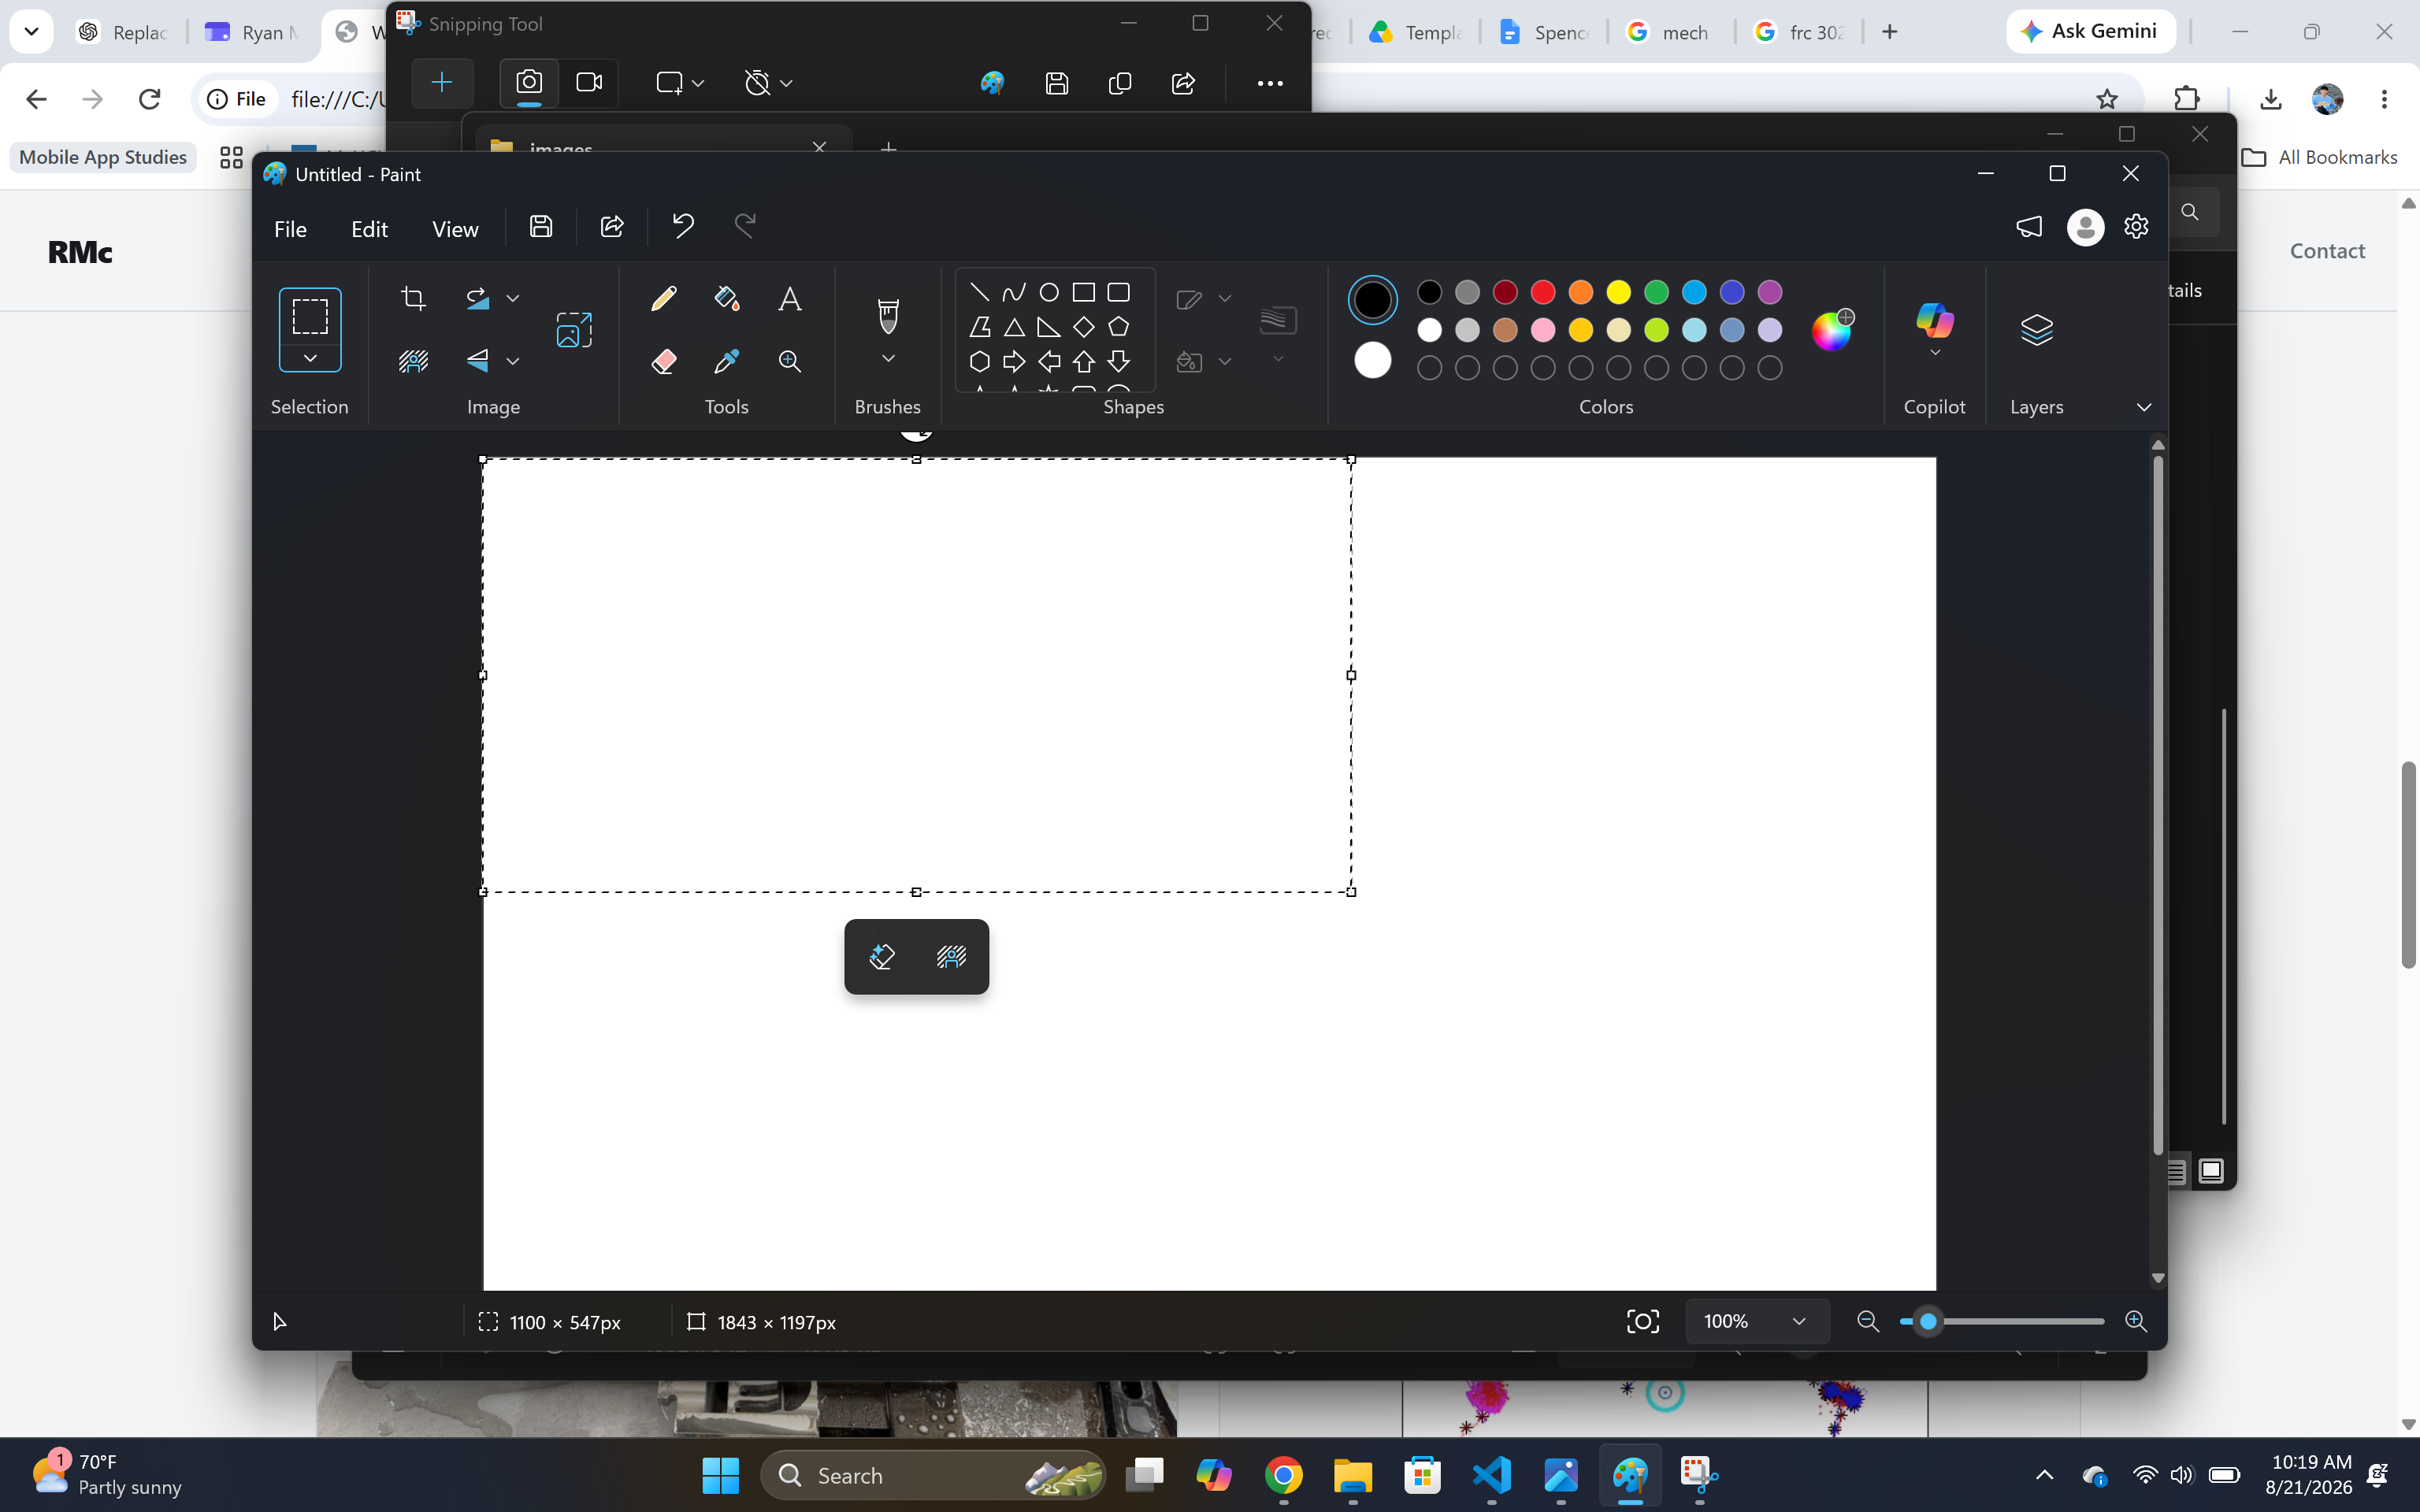 Replac
Ryan M
W
Snipping Tool
Templa
Spence
mech
frc 302
Ask Gemini
File
file:///C:/U
Mobile App Studies
images
All Bookmarks
Untitled - Paint
RMc
File
Edit
View
Contact
tails
Selection
Image
Tools
Brushes
Shapes
Colors
Copilot
Layers
1100 × 547px
1843 × 1197px
100%
1
70°F
Partly sunny
Search
10:19 AM
8/21/2026